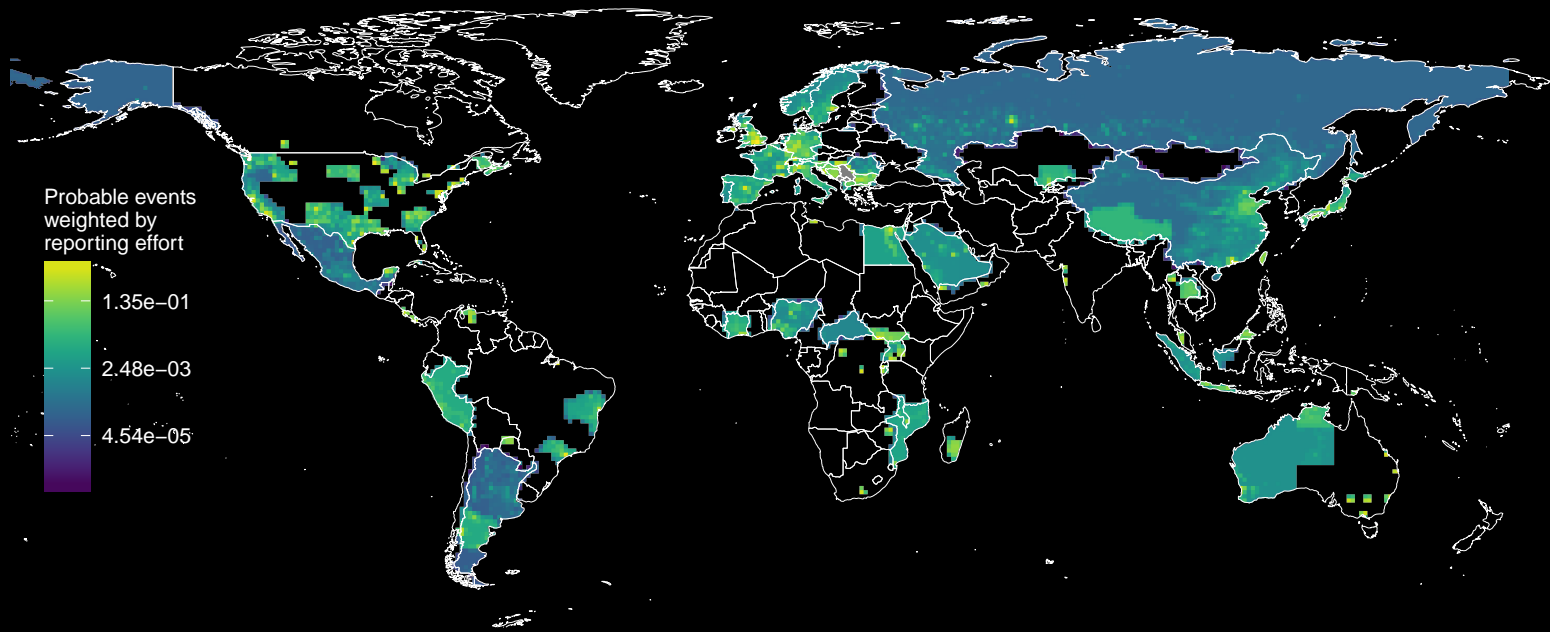 Probable events
weighted by
reporting effort
1.35e−01
2.48e−03
4.54e−05